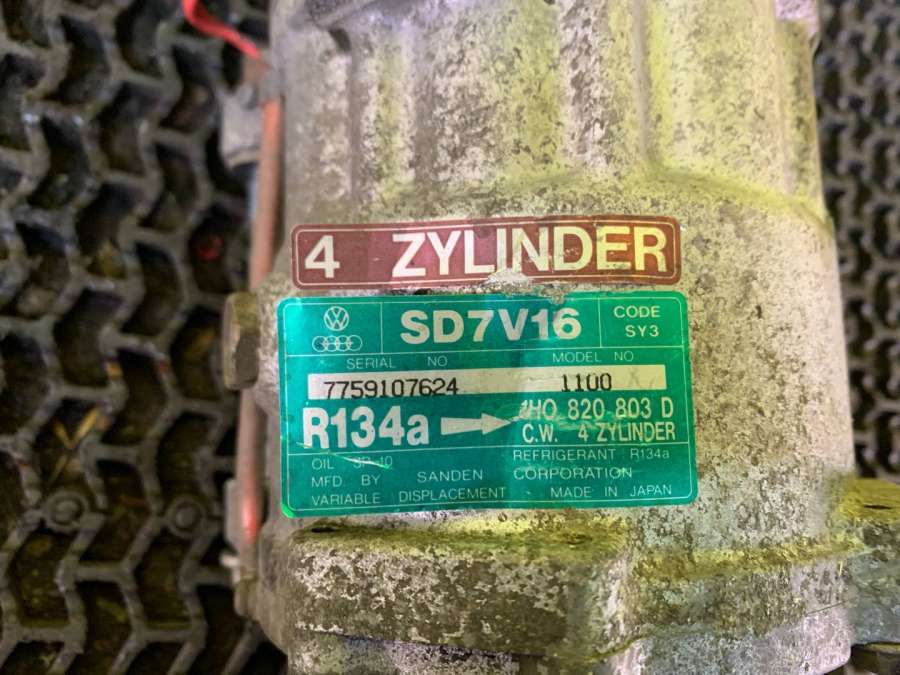 4 ZYLINDER
SD7V16
CODE
SY3
SERIAL NO
MODEL NO
7759107624
1100
R134a
1H0 820 803 D
C.W. 4 ZYLINDER
OIL SP-10
REFRIGERANT R134a
MFD. BY SANDEN CORPORATION
VARIABLE DISPLACEMENT
MADE IN JAPAN